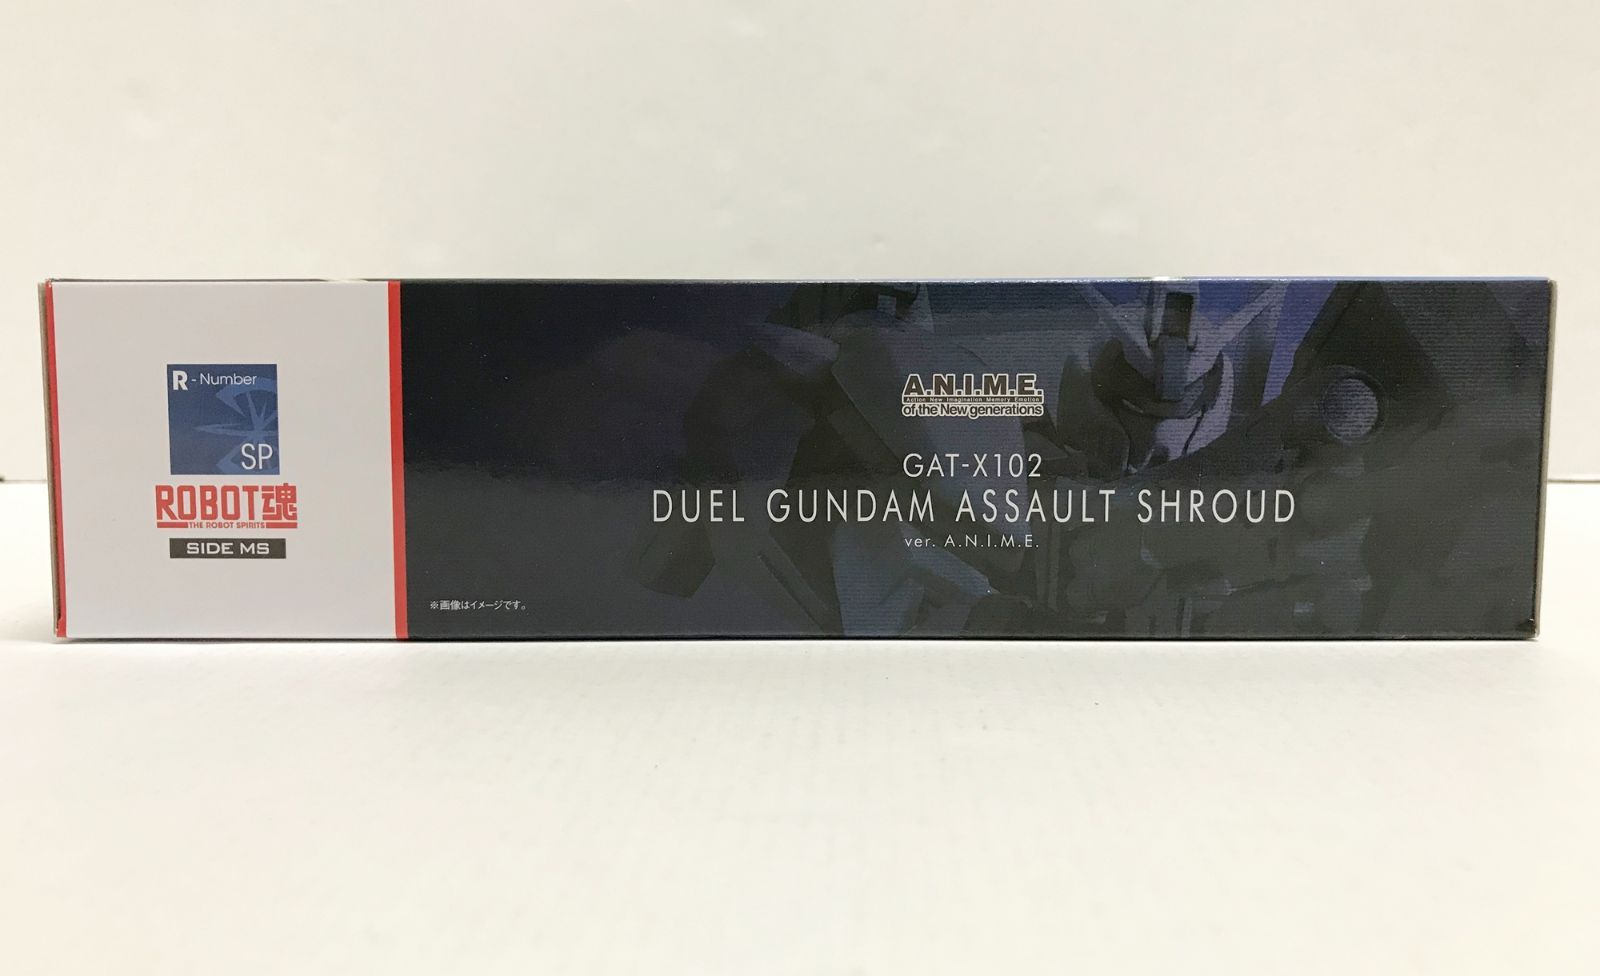 R - Number
SP
ROBOT魂
THE ROBOT SPIRITS
SIDE MS
A.N.I.M.E.
Action New Imagination Memory Emotion
of the New generations
GAT-X102
DUEL GUNDAM ASSAULT SHROUD
ver. A.N.I.M.E.
※画像はイメージです。